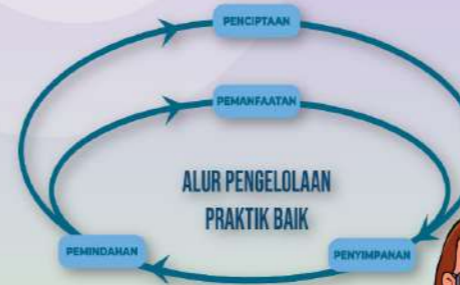 PENCIPTAAN
PEMANFAATAN
ALUR PENGELOLAAN
PRAKTIK BAIK
PEMINDAHAN
PENYIMPANAN